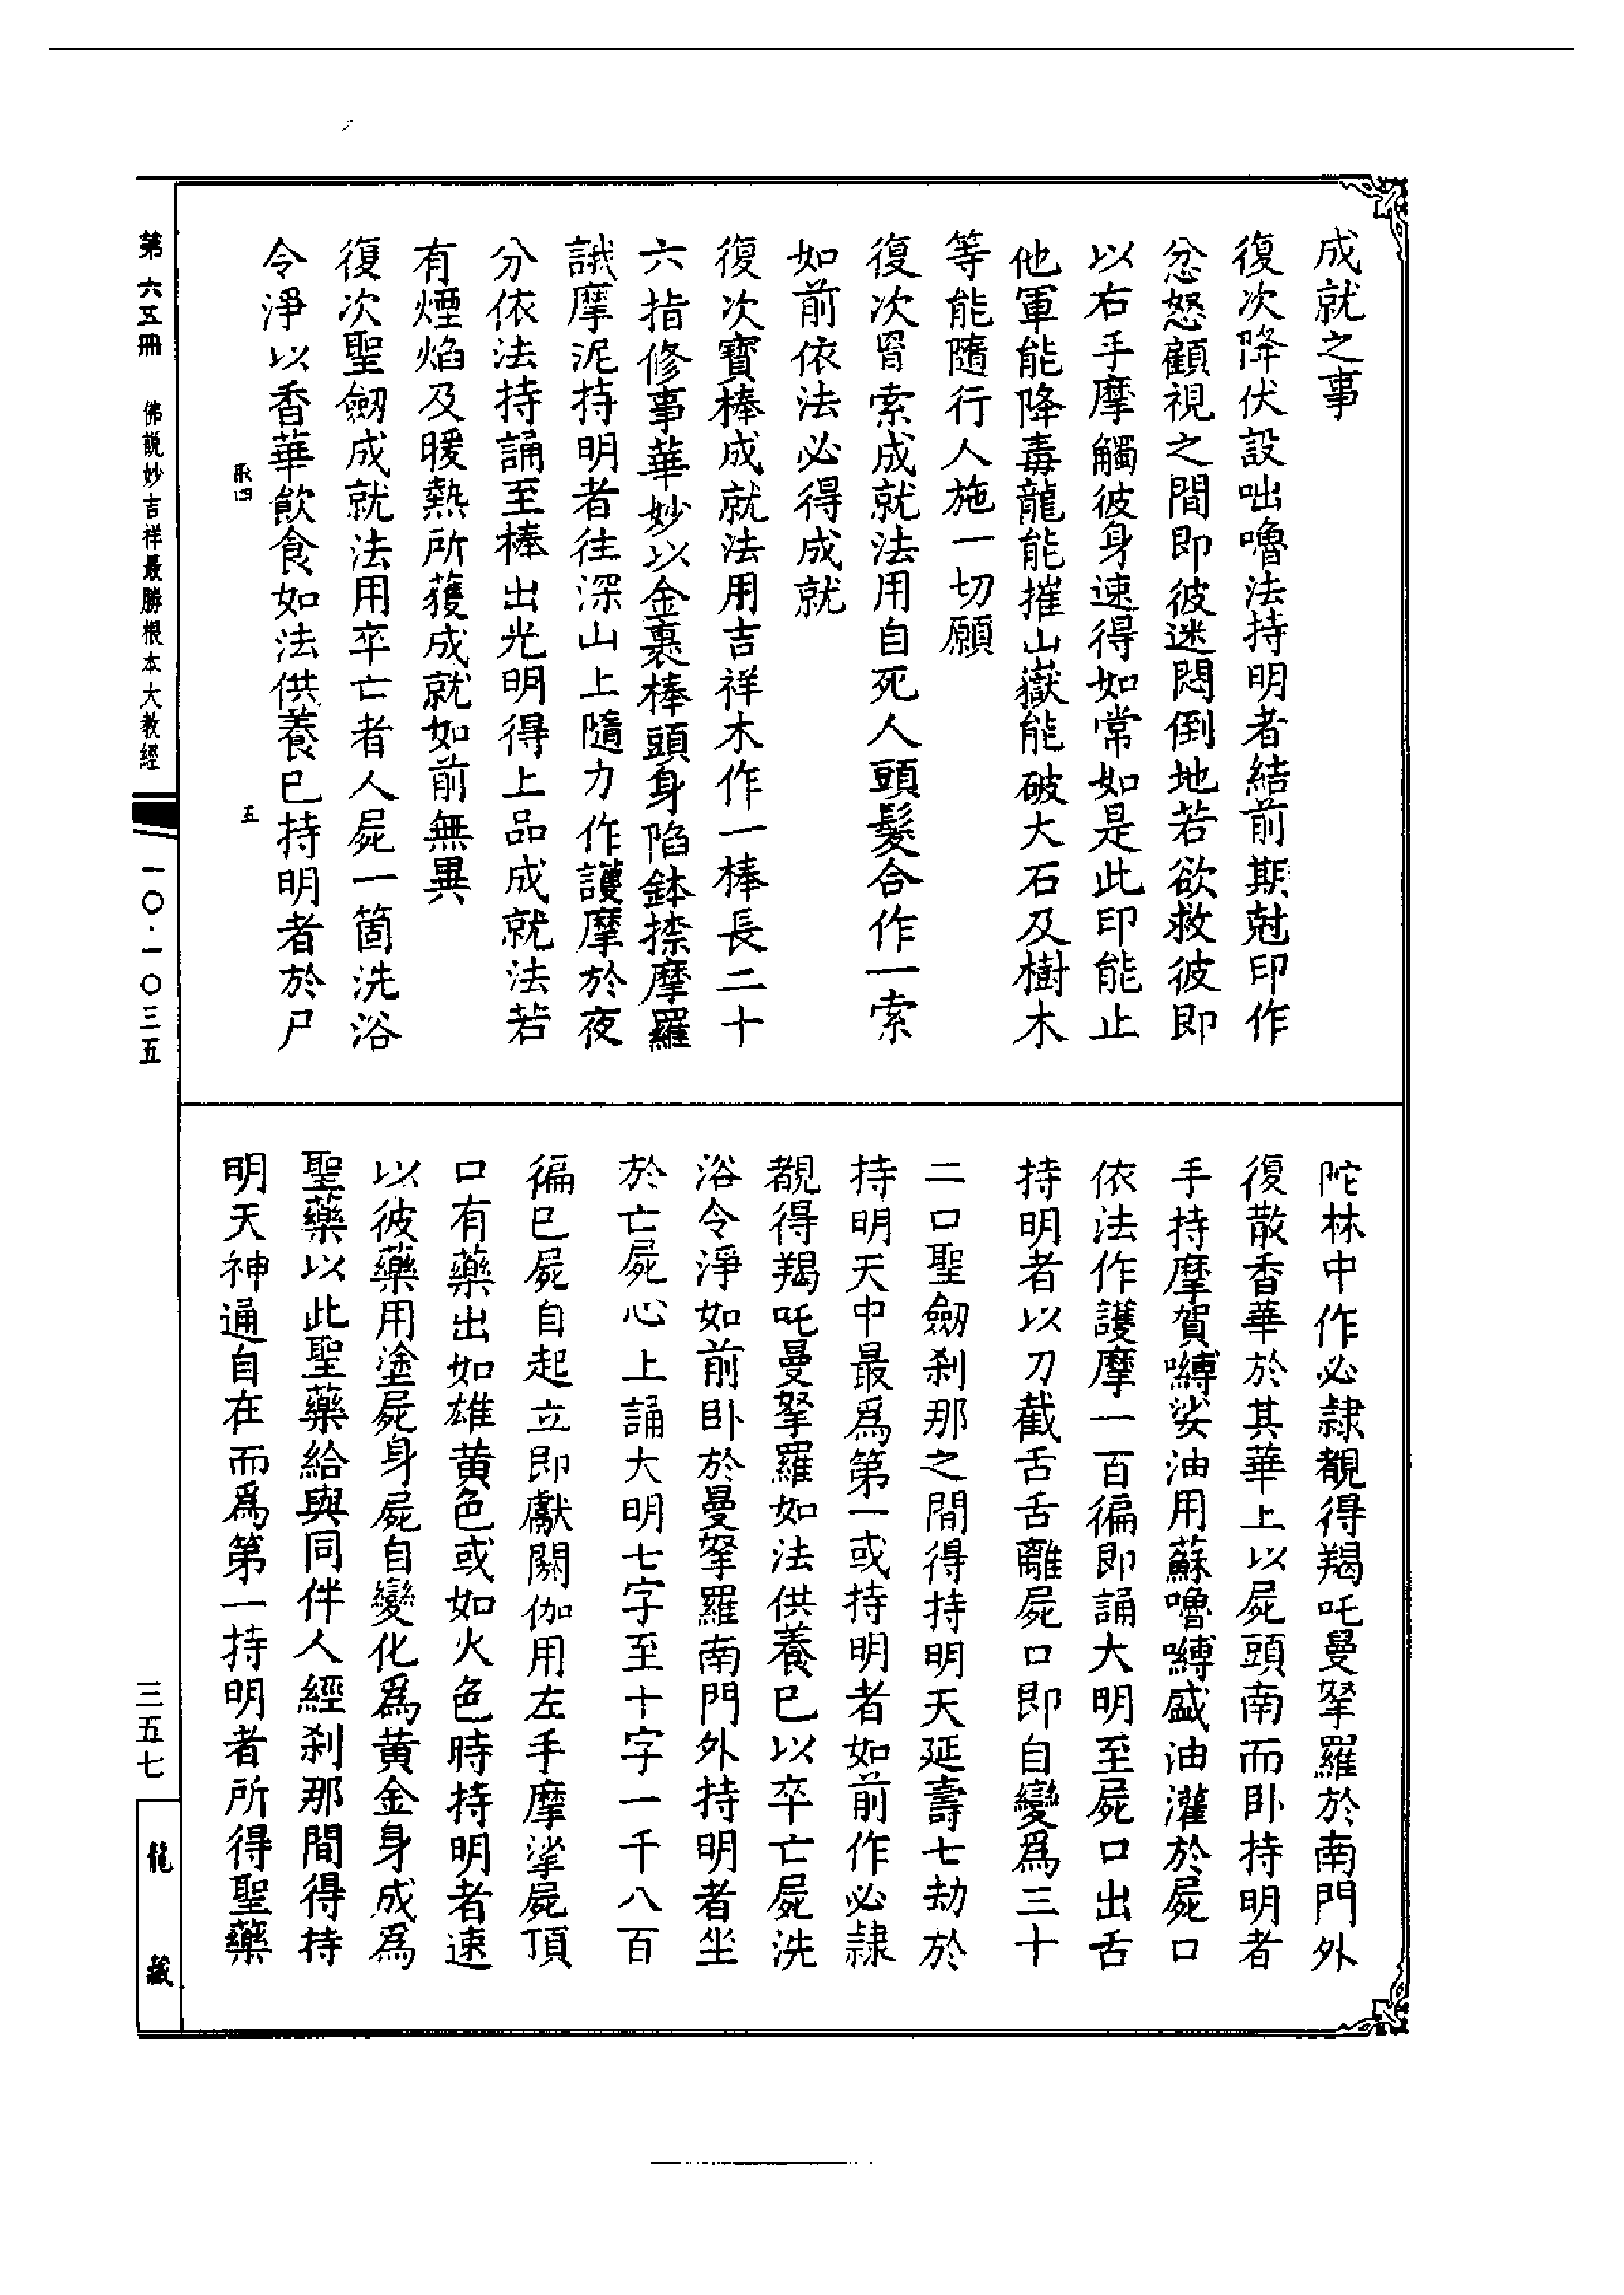 成就之事
復次降伏設咄嚕法持明者結前期尅印作
忿怒顧視之間即彼迷悶倒地若欲救彼即
以右手摩觸彼身速得如常如是此印能止
他軍能降毒龍能摧山嶽能破大石及樹木
等能隨行人施一切願
復次罥索成就法用自死人頭髮合作一索
如前依法必得成就
復次寶棒成就法用吉祥木作一棒長二十
六指修事華妙以金裹棒頭身陷鉢捺摩羅
誐摩泥持明者往深山上隨力作護摩於夜
分依法持誦至棒出光明得上品成就法若
有煙焰及暖熱所獲成就如前無異
復次聖劒成就法用卒亡者人屍一箇洗浴
令淨以香華飲食如法供養已持明者於尸
陀林中作必隷覩得羯吒曼拏羅於南門外
復散香華於其華上以屍頭南而卧持明者
手持摩賀嚩娑油用蘇嚕嚩盛油灌於屍口
依法作護摩一百徧即誦大明至屍口出舌
持明者以刀截舌舌離屍口即自變爲三十
二口聖劒刹那之間得持明天延壽七劫於
持明天中最爲第一或持明者如前作必隷
覩得羯吒曼拏羅如法供養已以卒亡屍洗
浴令淨如前卧於曼拏羅南門外持明者坐
於亡屍心上誦大明七字至十字一千八百
徧已屍自起立即獻閼伽用左手摩挲屍頂
口有藥出如雄黄色或如火色時持明者速
以彼藥用塗屍身屍自變化爲黄金身成爲
聖藥以此聖藥給與同伴人經刹那間得持
明天神通自在而爲第一持明者所得聖藥
第六五冊 佛説妙吉祥最勝根本大教經 一〇·一〇三五
五
三五七
龍藏